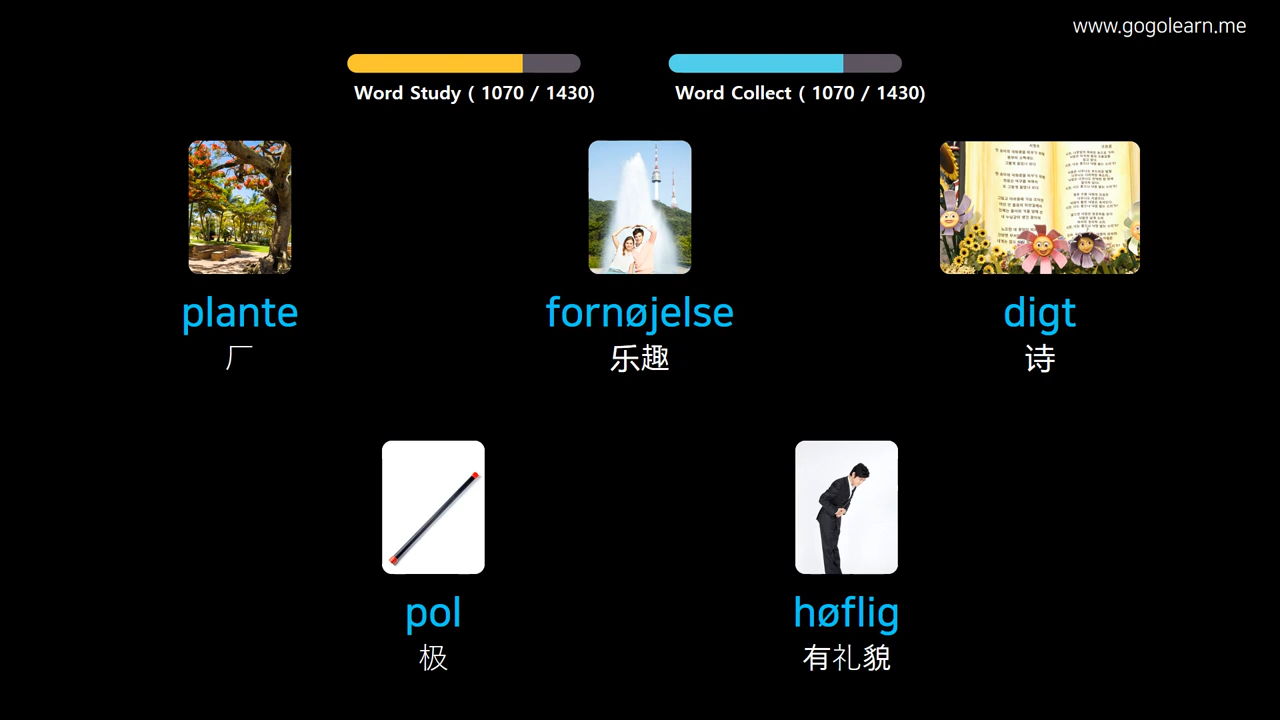 www.gogolearn.me
Word Study ( 1070 / 1430)
Word Collect ( 1070 / 1430)
plante
厂
fornøjelse
乐趣
digt
诗
pol
极
høflig
有礼貌